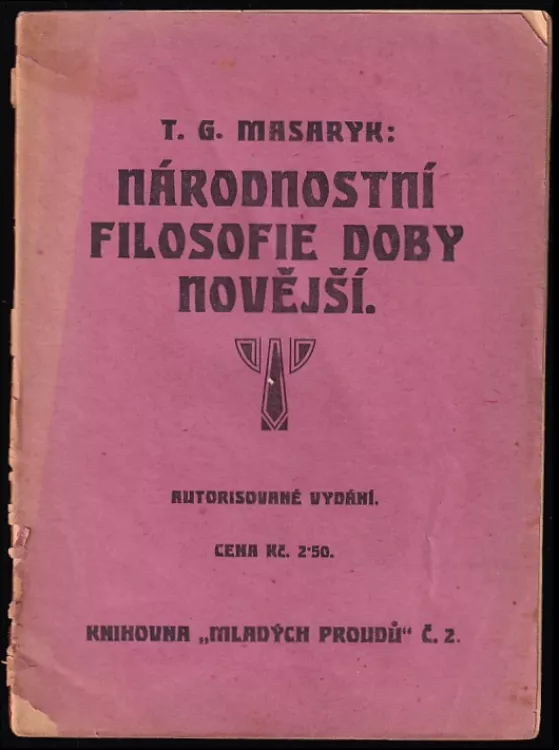 T. G. MASARYK:
NÁRODNOSTNÍ
FILOSOFIE DOBY
NOVĚJŠÍ.
AUTORISOVANÉ VYDÁNÍ.
CENA Kč. 2·50.
KNIHOVNA „MLADÝCH PROUDŮ“ Č. 2.